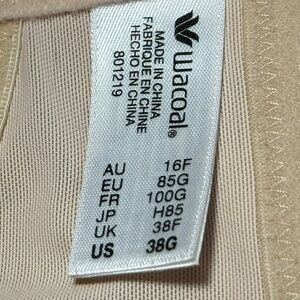 wacoal®
MADE IN CHINA
FABRIQUE EN CHINE
HECHO EN CHINA
801219
AU 16F
EU 85G
FR 100G
JP H85
UK 38F
US 38G